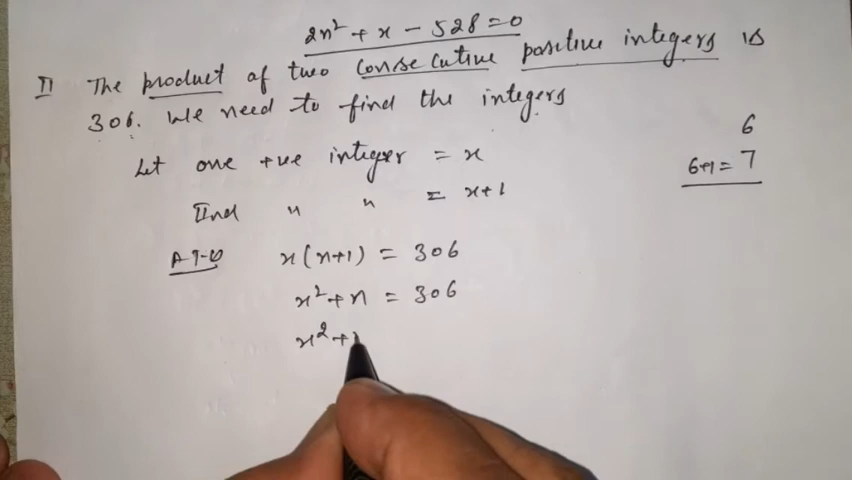 2x² + x - 528 = 0
II The product of two consecutive positive integers is
306. We need to find the integers
6
Let one +ve integer = x
6+1 = 7
IInd " " = x+1
A T-Q x(x+1) = 306
x² + x = 306
x² +